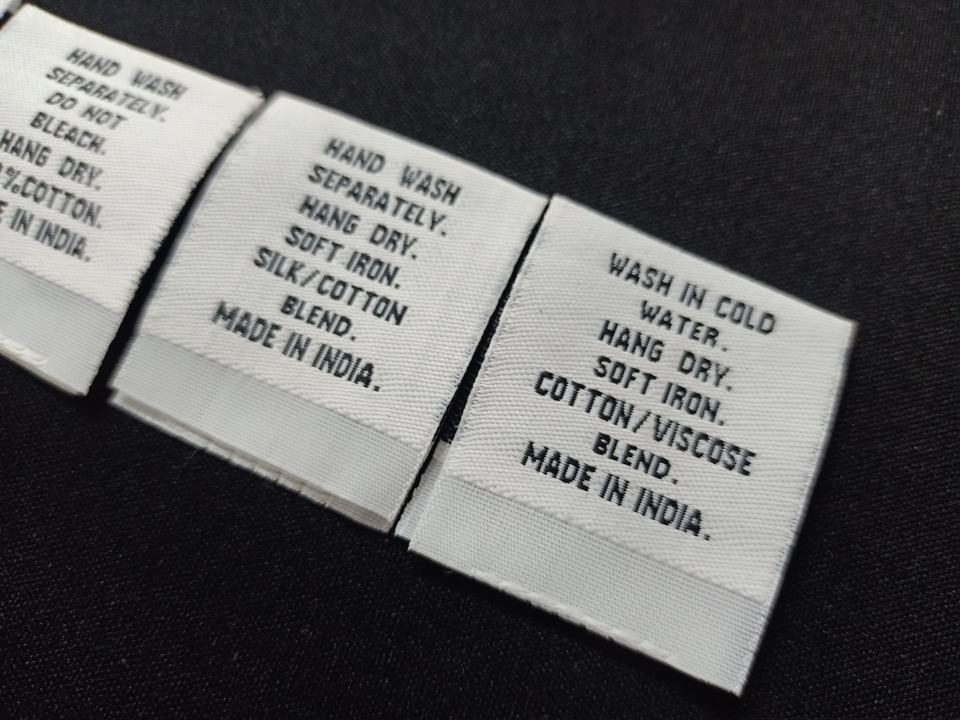 HAND WASH
SEPARATELY.
DO NOT
BLEACH.
HANG DRY.
%COTTON.
IN INDIA.
HAND WASH
SEPARATELY.
HANG DRY.
SOFT IRON.
SILK/COTTON
BLEND.
MADE IN INDIA.
WASH IN COLD
WATER.
HANG DRY.
SOFT IRON.
COTTON/VISCOSE
BLEND.
MADE IN INDIA.